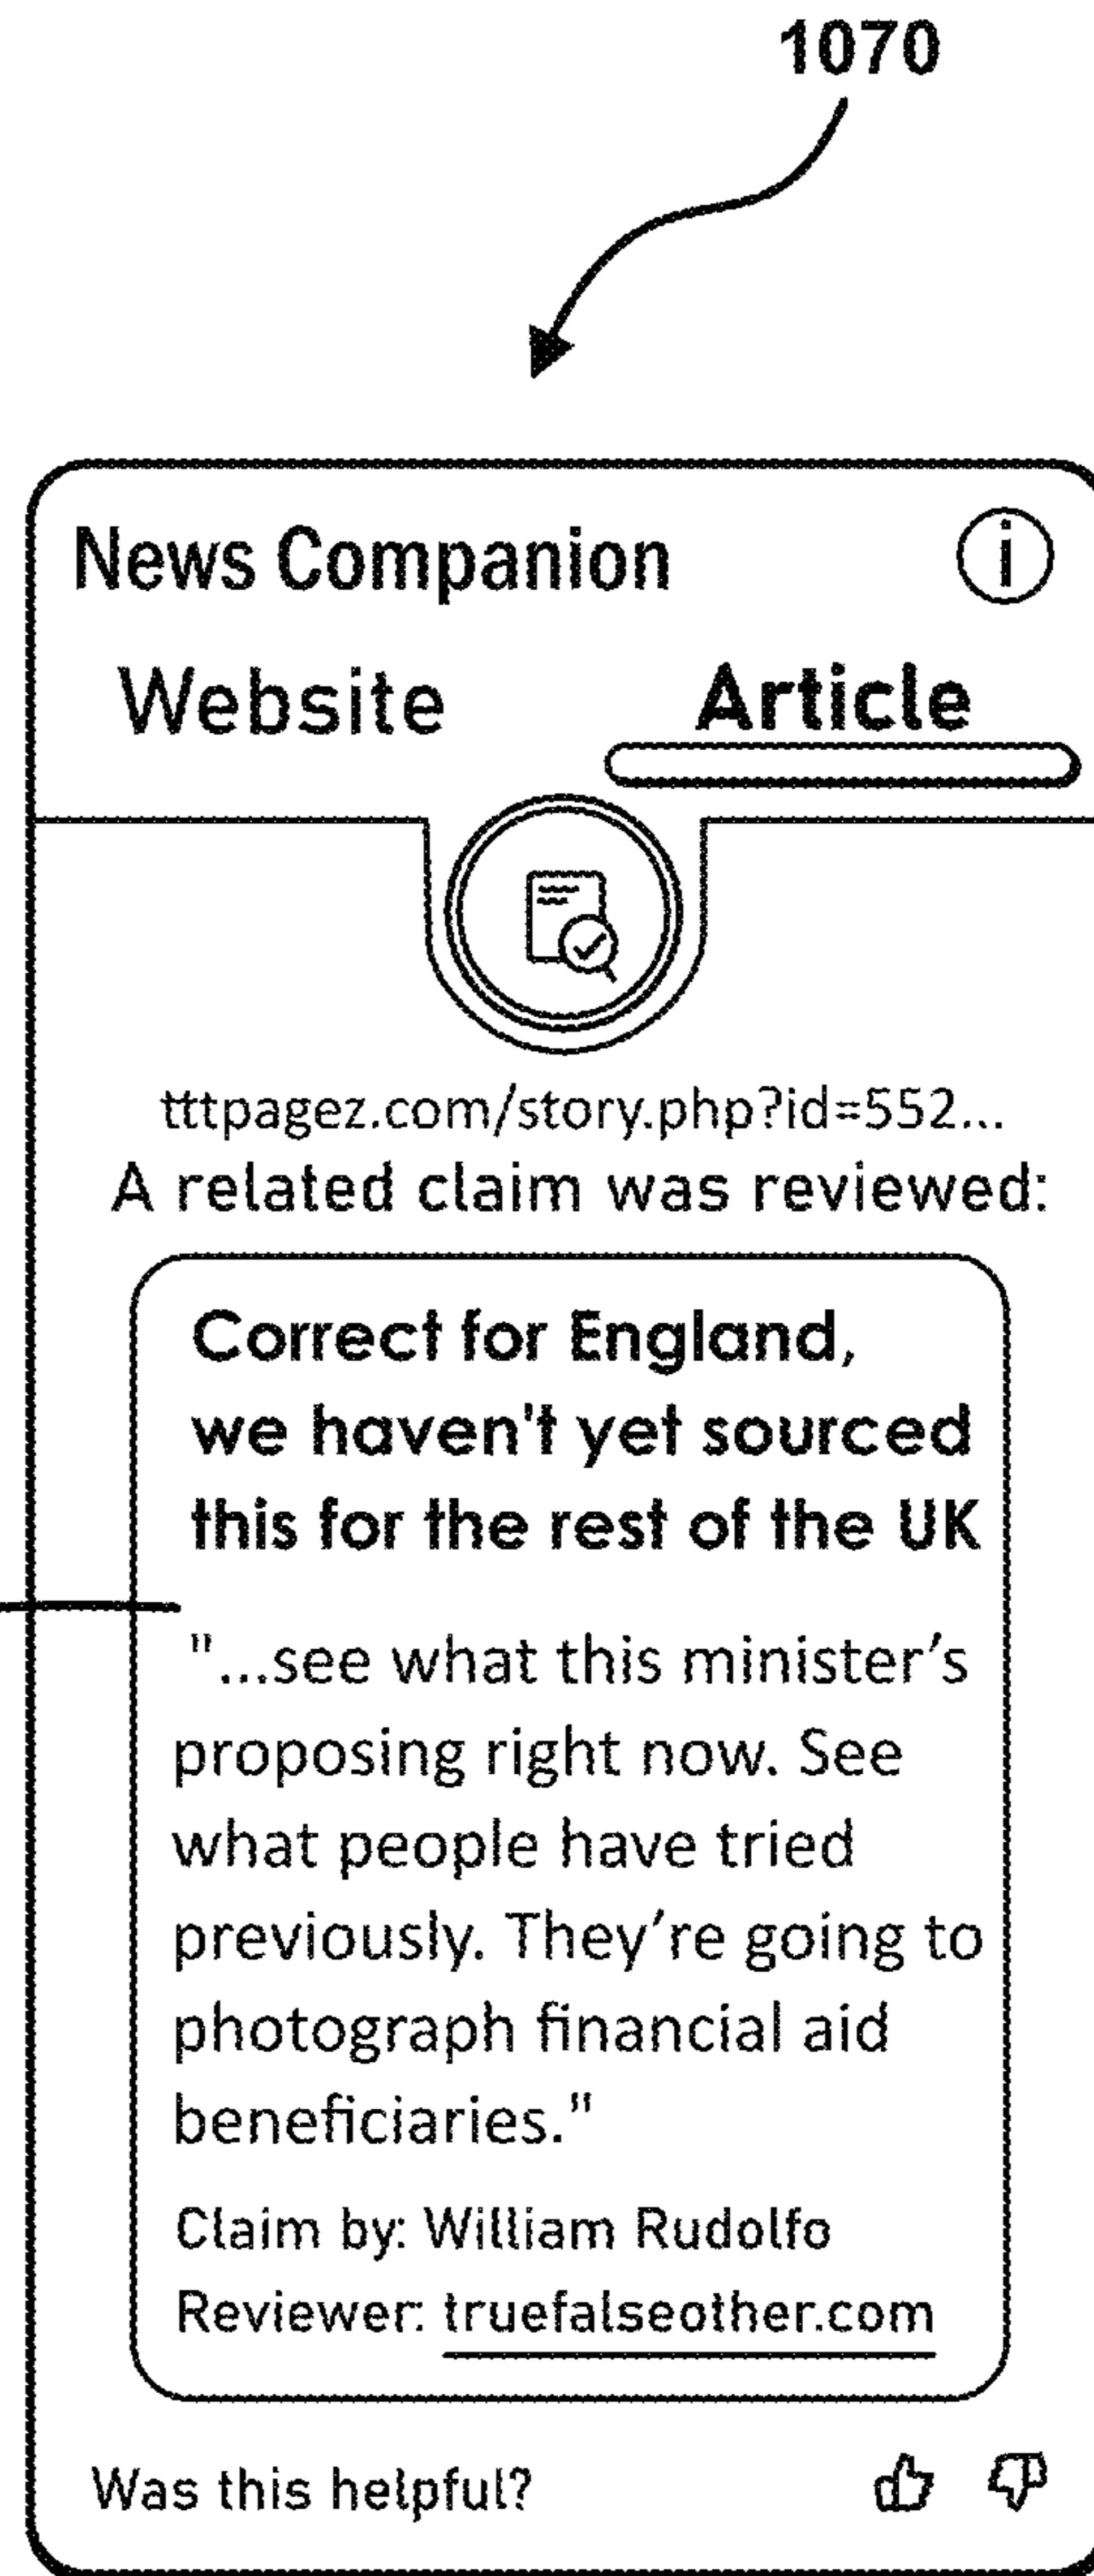 1070
News Companion i
Website Article
tttpagez.com/story.php?id=552...
A related claim was reviewed:
Correct for England,
we haven't yet sourced
this for the rest of the UK
"...see what this minister’s
proposing right now. See
what people have tried
previously. They’re going to
photograph financial aid
beneficiaries."
Claim by: William Rudolfo
Reviewer: truefalseother.com
Was this helpful?